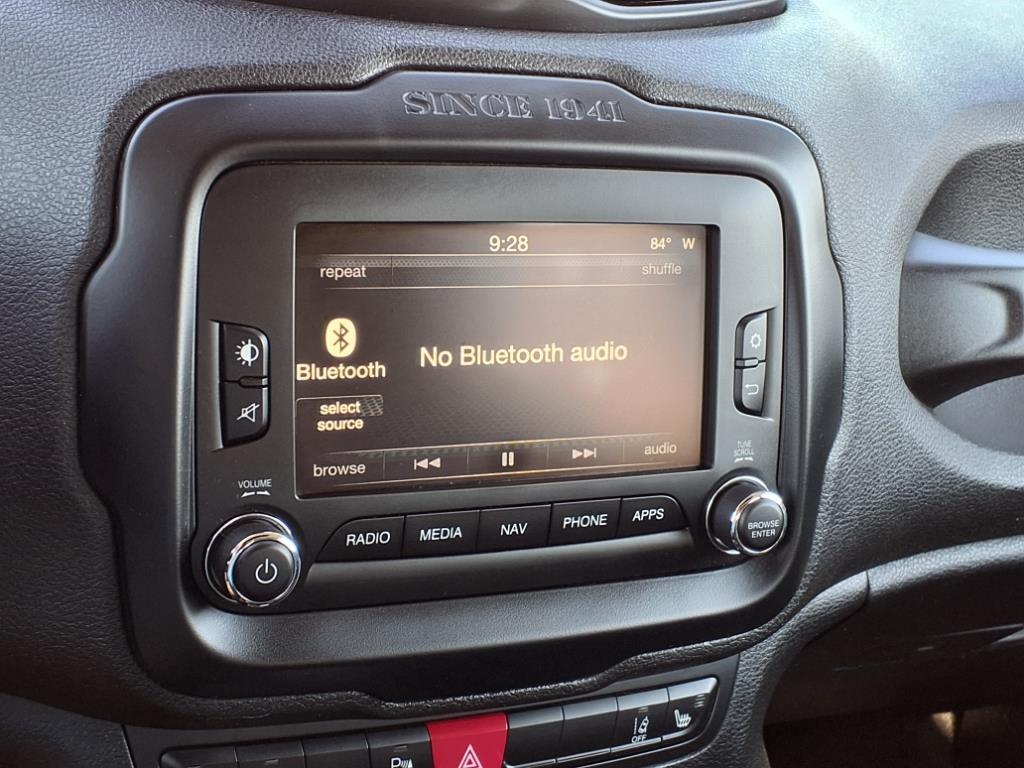 SINCE 1941
9:28
84° W
repeat
shuffle
Bluetooth
No Bluetooth audio
select
source
browse
audio
VOLUME
TUNE
SCROLL
RADIO
MEDIA
NAV
PHONE
APPS
BROWSE
ENTER
OFF
P